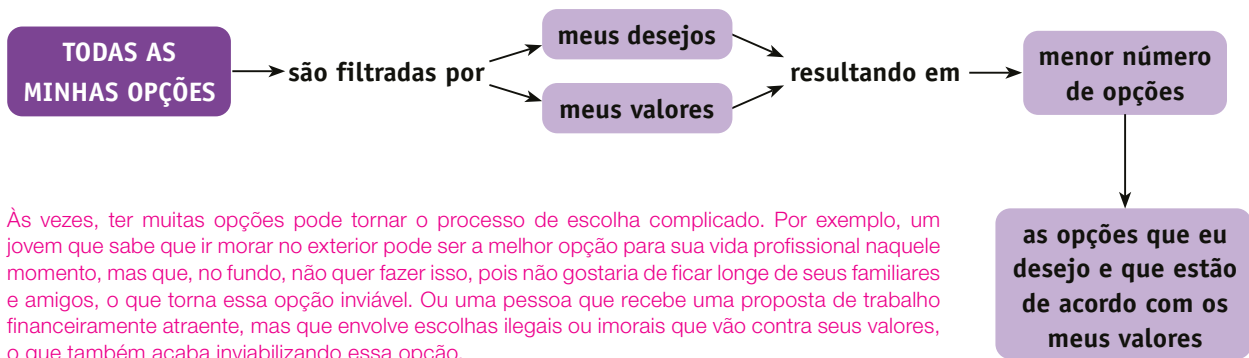 TODAS AS
MINHAS OPÇÕES
são filtradas por
meus desejos
meus valores
resultando em
menor número
de opções
as opções que eu
desejo e que estão
de acordo com os
meus valores
Às vezes, ter muitas opções pode tornar o processo de escolha complicado. Por exemplo, um
jovem que sabe que ir morar no exterior pode ser a melhor opção para sua vida profissional naquele
momento, mas que, no fundo, não quer fazer isso, pois não gostaria de ficar longe de seus familiares
e amigos, o que torna essa opção inviável. Ou uma pessoa que recebe uma proposta de trabalho
financeiramente atraente, mas que envolve escolhas ilegais ou imorais que vão contra seus valores,
o que também acaba inviabilizando essa opção.